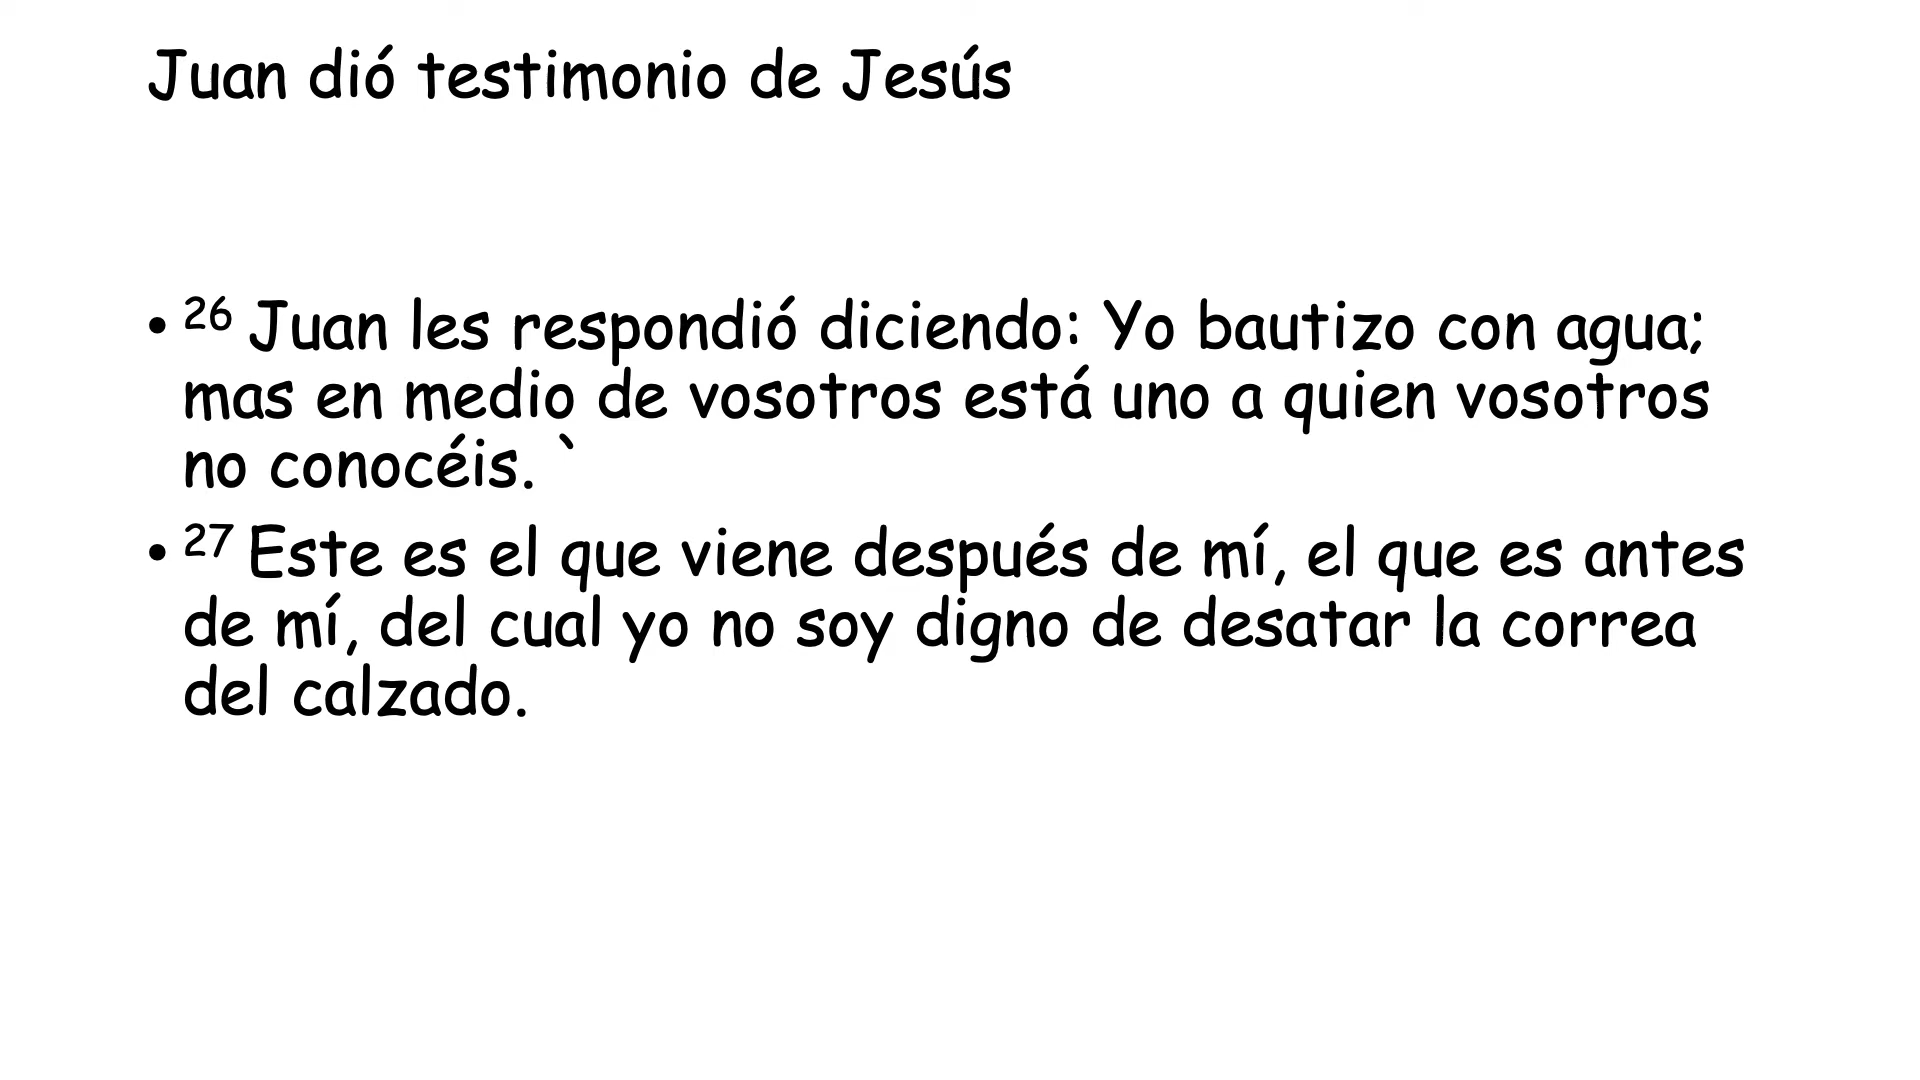 Juan dió testimonio de Jesús
• 26 Juan les respondió diciendo: Yo bautizo con agua;
mas en medio de vosotros está uno a quien vosotros
no conocéis. `
• 27 Este es el que viene después de mí, el que es antes
de mí, del cual yo no soy digno de desatar la correa
del calzado.